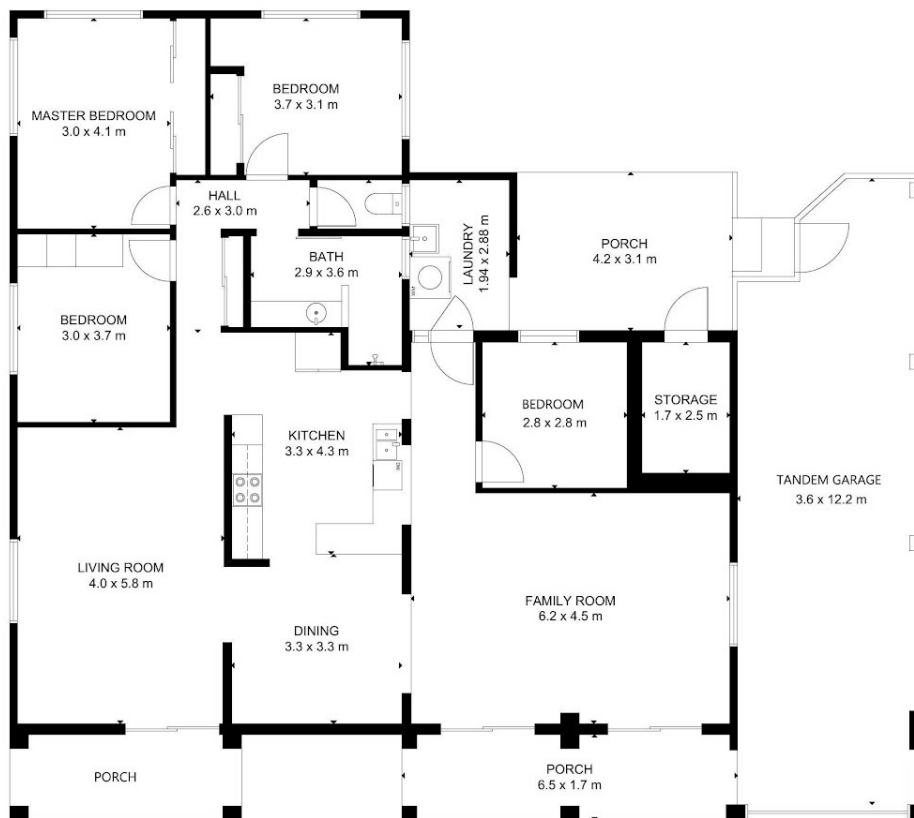 MASTER BEDROOM
3.0 x 4.1 m
BEDROOM
3.7 x 3.1 m
HALL
2.6 x 3.0 m
BATH
2.9 x 3.6 m
LAUNDRY
1.94 x 2.88 m
PORCH
4.2 x 3.1 m
BEDROOM
3.0 x 3.7 m
KITCHEN
3.3 x 4.3 m
BEDROOM
2.8 x 2.8 m
STORAGE
1.7 x 2.5 m
TANDEM GARAGE
3.6 x 12.2 m
LIVING ROOM
4.0 x 5.8 m
DINING
3.3 x 3.3 m
FAMILY ROOM
6.2 x 4.5 m
PORCH
PORCH
6.5 x 1.7 m